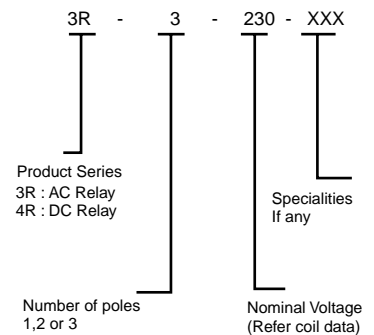 3R - 3 - 230 - XXX
Product Series
3R : AC Relay
4R : DC Relay
Specialities
If any
Number of poles
1,2 or 3
Nominal Voltage
(Refer coil data)